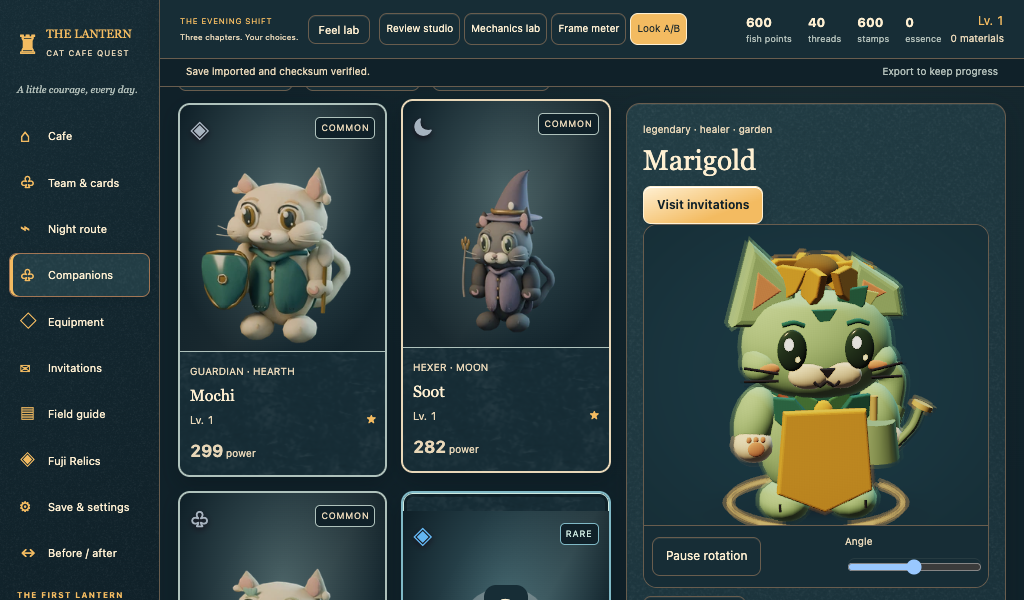 THE LANTERN
CAT CAFE QUEST
A little courage, every day.
Cafe
Team & cards
Night route
Companions
Equipment
Invitations
Field guide
Fuji Relics
Save & settings
Before / after
THE FIRST LANTERN
THE EVENING SHIFT
Three chapters. Your choices.
Feel lab
Review studio
Mechanics lab
Frame meter
Look A/B
600
fish points
40
threads
600
stamps
0
essence
Lv. 1
0 materials
Save imported and checksum verified.
Export to keep progress
COMMON
GUARDIAN · HEARTH
Mochi
Lv. 1
299 power
COMMON
HEXER · MOON
Soot
Lv. 1
282 power
COMMON
RARE
legendary · healer · garden
Marigold
Visit invitations
Pause rotation
Angle